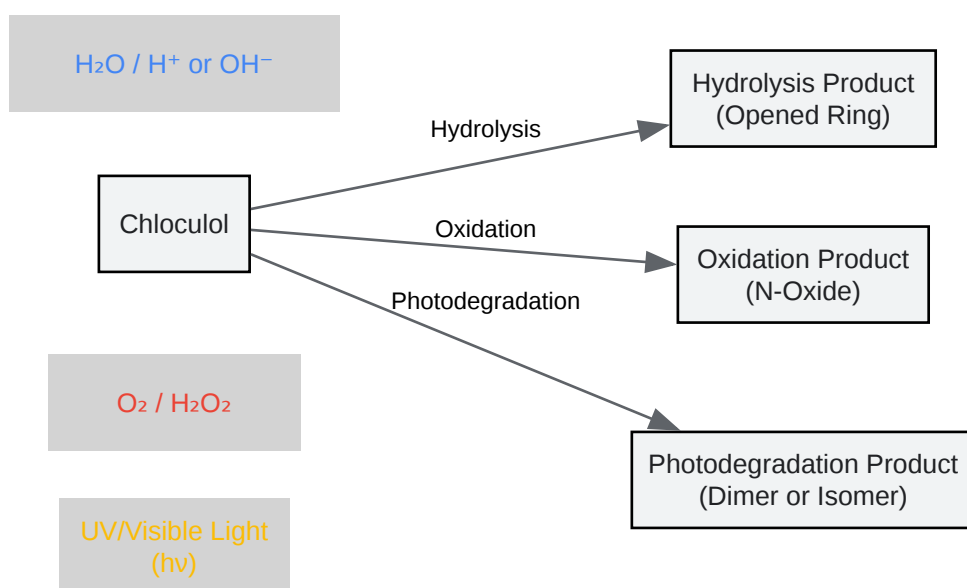 H₂O / H⁺ or OH⁻
Hydrolysis Product
(Opened Ring)
Hydrolysis
Chloculol
Oxidation
Oxidation Product
(N-Oxide)
Photodegradation
O₂ / H₂O₂
Photodegradation Product
(Dimer or Isomer)
UV/Visible Light
(hν)